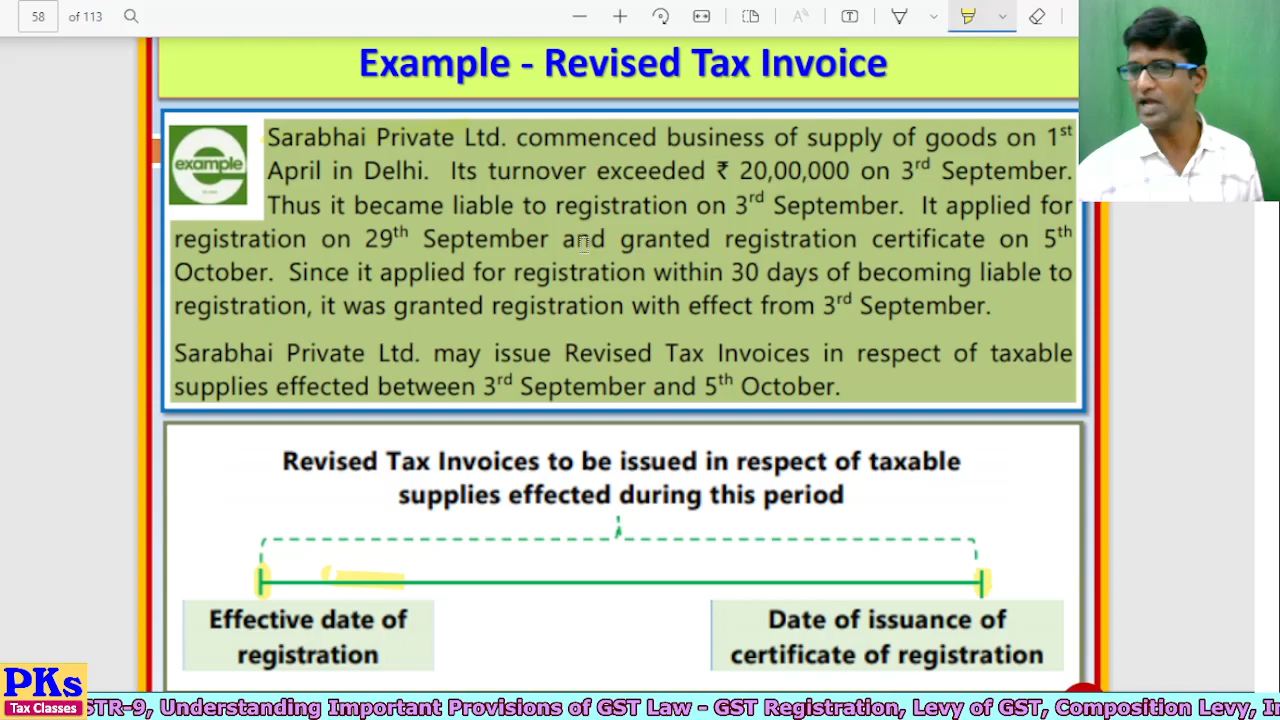 58 of 113
Example - Revised Tax Invoice
example
Sarabhai Private Ltd. commenced business of supply of goods on 1st
April in Delhi. Its turnover exceeded ₹ 20,00,000 on 3rd September.
Thus it became liable to registration on 3rd September. It applied for
registration on 29th September and granted registration certificate on 5th
October. Since it applied for registration within 30 days of becoming liable to
registration, it was granted registration with effect from 3rd September.
Sarabhai Private Ltd. may issue Revised Tax Invoices in respect of taxable
supplies effected between 3rd September and 5th October.
Revised Tax Invoices to be issued in respect of taxable
supplies effected during this period
Effective date of
registration
Date of issuance of
certificate of registration
PKs
Tax Classes
STR-9, Understanding Important Provisions of GST Law - GST Registration, Levy of GST, Composition Levy, I